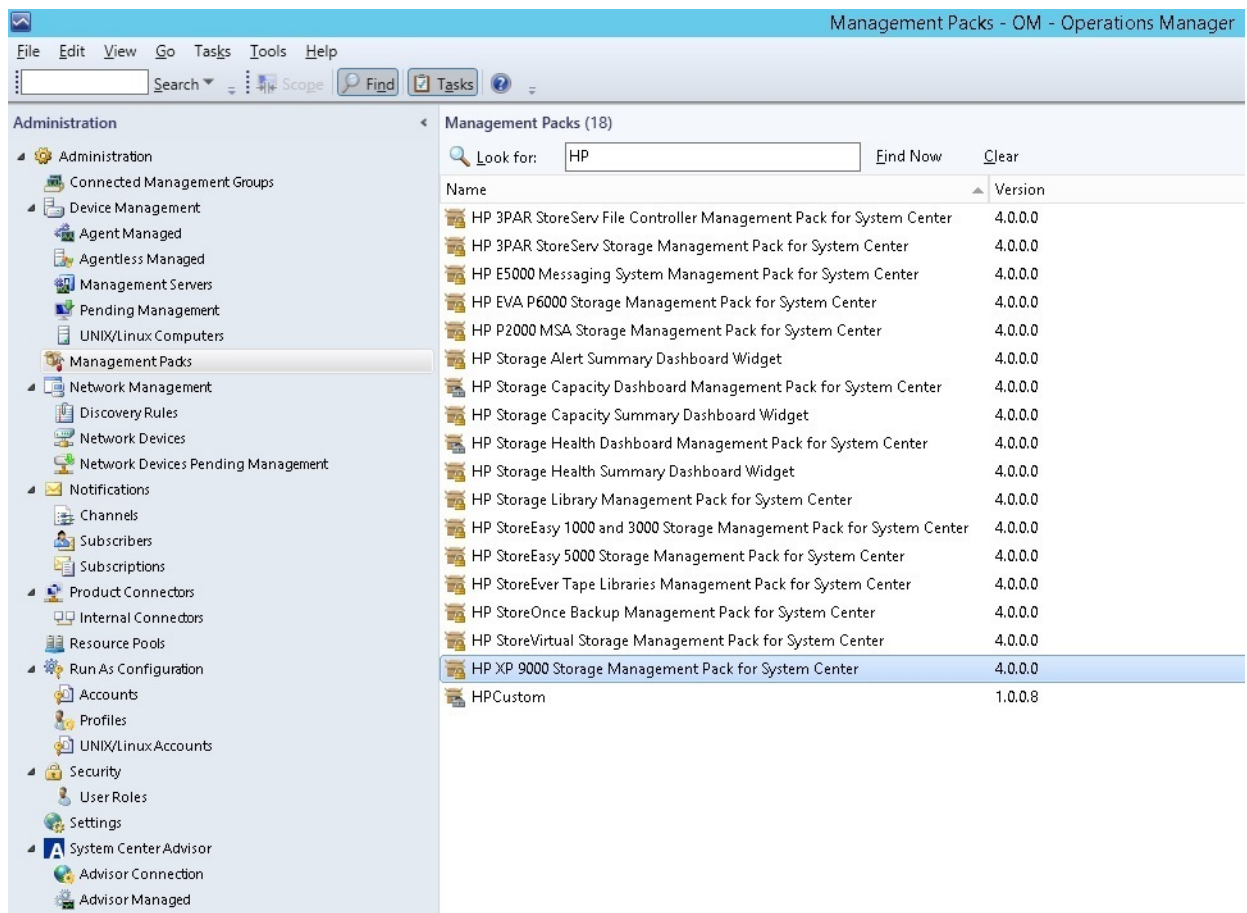 Management Packs - OM - Operations Manager
File Edit View Go Tasks Tools Help
Search Scope Find Tasks
Administration
Administration
Connected Management Groups
Device Management
Agent Managed
Agentless Managed
Management Servers
Pending Management
UNIX/Linux Computers
Management Packs
Network Management
Discovery Rules
Network Devices
Network Devices Pending Management
Notifications
Channels
Subscribers
Subscriptions
Product Connectors
Internal Connectors
Resource Pools
Run As Configuration
Accounts
Profiles
UNIX/Linux Accounts
Security
User Roles
Settings
System Center Advisor
Advisor Connection
Advisor Managed
Management Packs (18)
Look for: HP Find Now Clear
Name Version
HP 3PAR StoreServ File Controller Management Pack for System Center 4.0.0.0
HP 3PAR StoreServ Storage Management Pack for System Center 4.0.0.0
HP E5000 Messaging System Management Pack for System Center 4.0.0.0
HP EVA P6000 Storage Management Pack for System Center 4.0.0.0
HP P2000 MSA Storage Management Pack for System Center 4.0.0.0
HP Storage Alert Summary Dashboard Widget 4.0.0.0
HP Storage Capacity Dashboard Management Pack for System Center 4.0.0.0
HP Storage Capacity Summary Dashboard Widget 4.0.0.0
HP Storage Health Dashboard Management Pack for System Center 4.0.0.0
HP Storage Health Summary Dashboard Widget 4.0.0.0
HP Storage Library Management Pack for System Center 4.0.0.0
HP StoreEasy 1000 and 3000 Storage Management Pack for System Center 4.0.0.0
HP StoreEasy 5000 Storage Management Pack for System Center 4.0.0.0
HP StoreEver Tape Libraries Management Pack for System Center 4.0.0.0
HP StoreOnce Backup Management Pack for System Center 4.0.0.0
HP StoreVirtual Storage Management Pack for System Center 4.0.0.0
HP XP 9000 Storage Management Pack for System Center 4.0.0.0
HPCustom 1.0.0.8